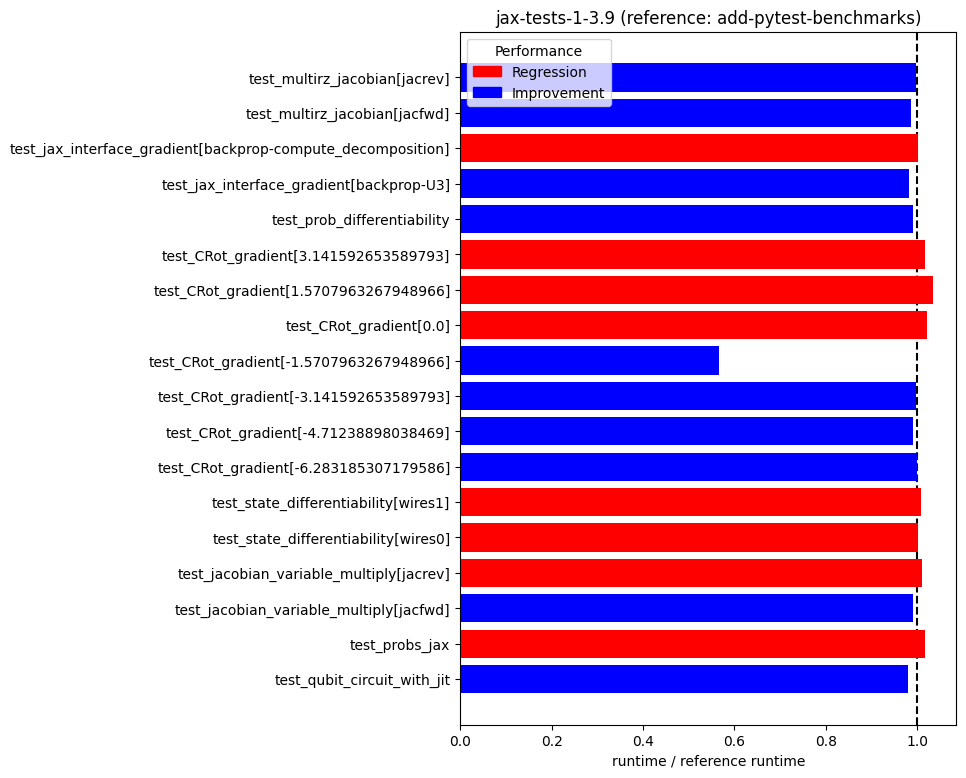 jax-tests-1-3.9 (reference: add-pytest-benchmarks)
Performance
Regression
Improvement
test_multirz_jacobian[jacrev]
test_multirz_jacobian[jacfwd]
test_jax_interface_gradient[backprop-compute_decomposition]
test_jax_interface_gradient[backprop-U3]
test_prob_differentiability
test_CRot_gradient[3.141592653589793]
test_CRot_gradient[1.5707963267948966]
test_CRot_gradient[0.0]
test_CRot_gradient[-1.5707963267948966]
test_CRot_gradient[-3.141592653589793]
test_CRot_gradient[-4.71238898038469]
test_CRot_gradient[-6.283185307179586]
test_state_differentiability[wires1]
test_state_differentiability[wires0]
test_jacobian_variable_multiply[jacrev]
test_jacobian_variable_multiply[jacfwd]
test_probs_jax
test_qubit_circuit_with_jit
0.0 0.2 0.4 0.6 0.8 1.0
runtime / reference runtime